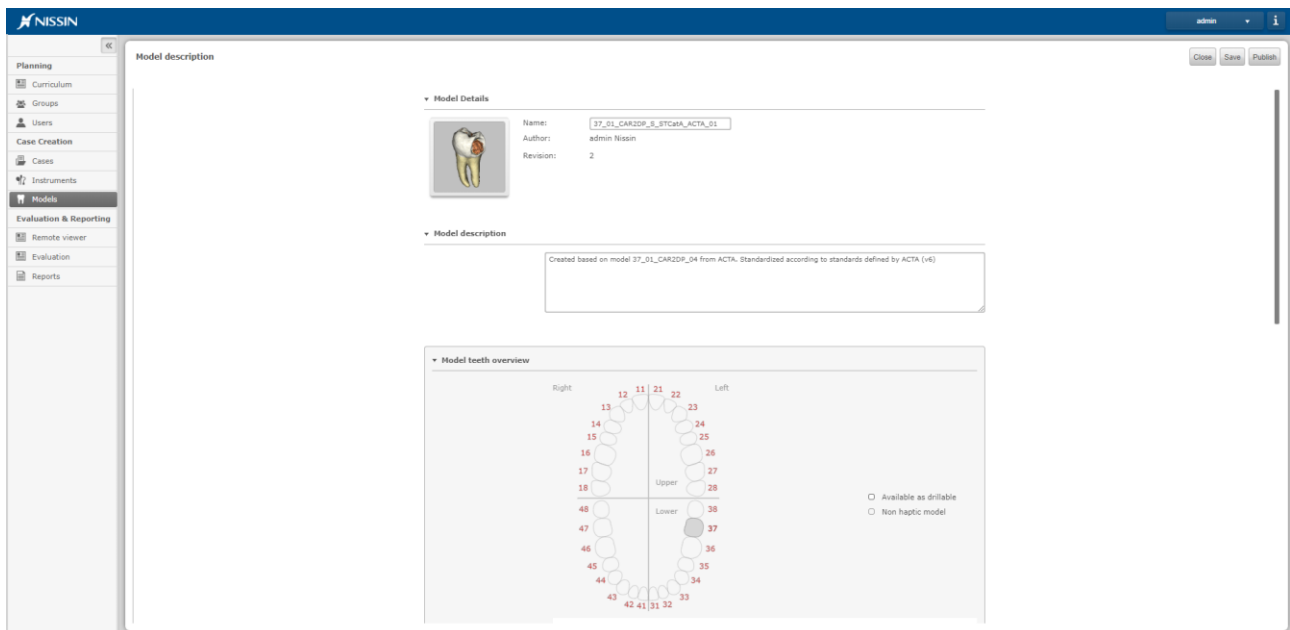 NISSIN
admin
i
Planning
Curriculum
Groups
Users
Case Creation
Cases
Instruments
Models
Evaluation & Reporting
Remote viewer
Evaluation
Reports
Model description
Close Save Publish
Model Details
Name: 37_01_CAR2DP_S_STCatA_ACTA_01
Author: admin Nissin
Revision: 2
Model description
Created based on model 37_01_CAR2DP_04 from ACTA. Standardized according to standards defined by ACTA (v6)
Model teeth overview
Right Left
12 11 21 22
13 23
14 24
15 25
16 26
17 27
18 Upper 28
48 Lower 38
47 37
46 36
45 35
44 34
43 33
42 41 31 32
Available as drillable
Non haptic model